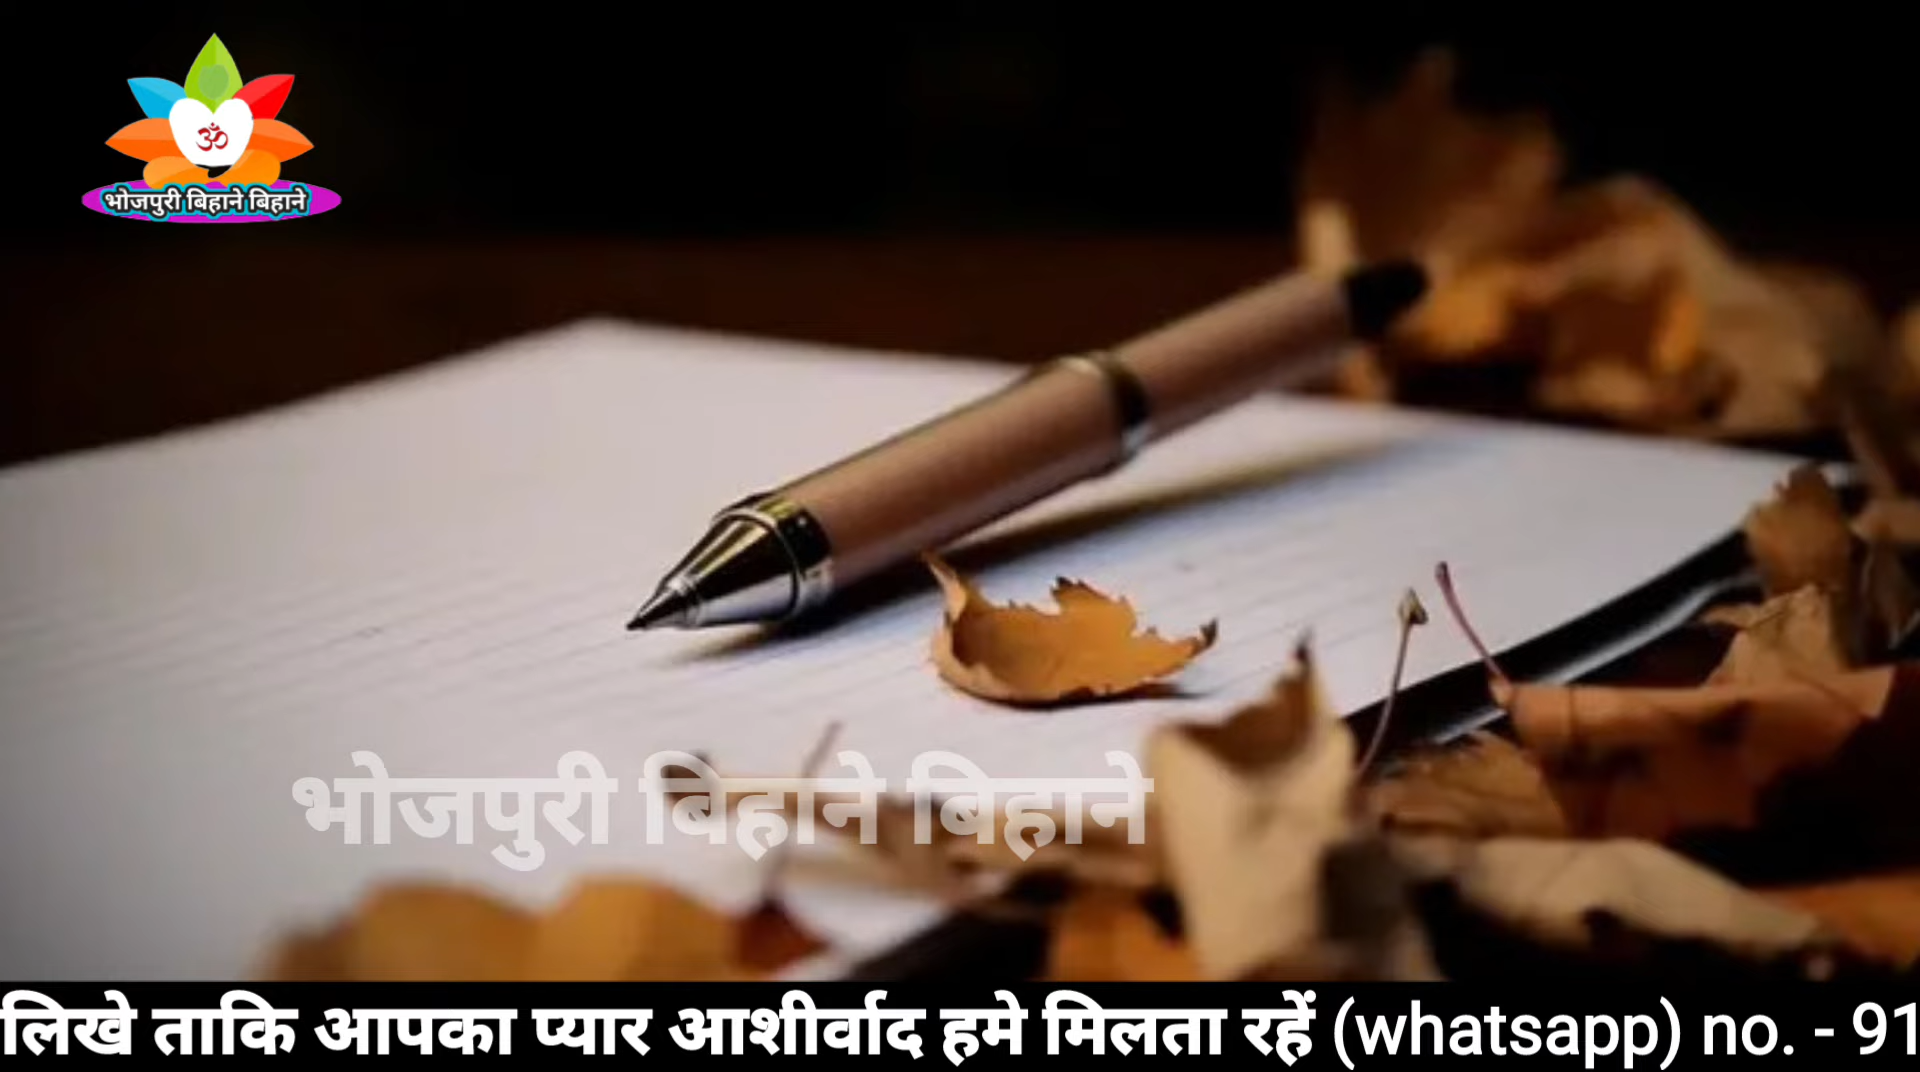 ॐ
भोजपुरी बिहाने बिहाने
भोजपुरी बिहाने बिहाने
लिखे ताकि आपका प्यार आशीर्वाद हमे मिलता रहें (whatsapp) no. - 91